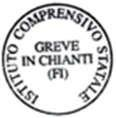 ISTITUTO COMPRENSIVO STATALE
GREVE
IN CHIANTI
(FI)